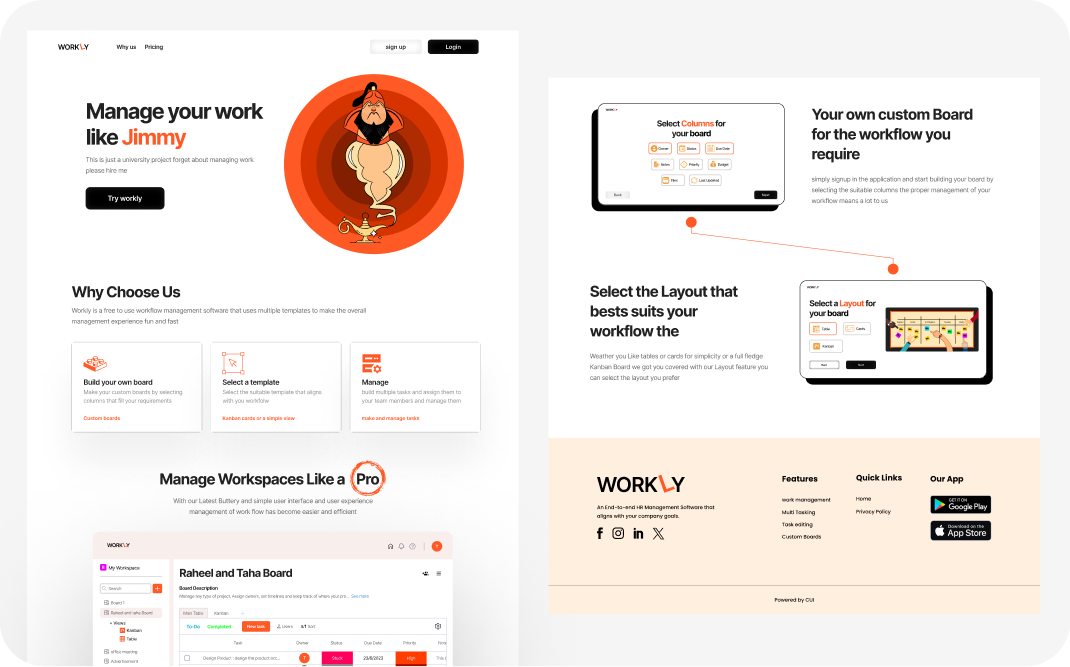 WORKLY
Why us
Pricing
sign up
Login
Manage your work
like Jimmy
This is just a university project forget about managing work
please hire me
Try workly
Why Choose Us
Workly is a free to use workflow management software that uses multiple templates to make the overall
management experience fun and fast
Build your own board
Make your custom boards by selecting
columns that fill your requirements
Custom boards
Select a template
Select the suitable template that aligns
with you workflow
Kanban cards or a simple view
Manage
build multiple tasks and assign them to
your team members and manage them
make and manage tasks
Manage Workspaces Like a Pro
With our Latest Buttery and simple user interface and user experience
management of work flow has become easier and efficient
WORKLY
T
My Workspace
Search
+
Board 1
Raheel and taha Board
Views
Kanban
Table
office meeting
Advertisement
Raheel and Taha Board
Board Description
Manage any type of project. Assign owners, set timelines and keep track of where your pro...
See more
Main Table
Kanban
+
To-Do
Completed
New task
Users
Sort
Task
Owner
Status
Due Date
Priority
Note
Design Product : design the product acc...
T
Stuck
23/8/2023
High
This i
WORKLY
Select Columns for
your board
Owner
Status
Due Date
Notes
Priority
Budget
Files
Last Updated
Back
Next
Your own custom Board
for the workflow you
require
simply signup in the application and start building your board by
selecting the suitable columns the proper management of your
workflow means a lot to us
Select the Layout that
bests suits your
workflow the
Weather you Like tables or cards for simplicity or a full fledge
Kanban Board we got you covered with our Layout feature you
can select the layout you prefer
WORKLY
Select a Layout for
your board
Table
Cards
Kanban
Back
Next
WORKLY
An End-to-end HR Management Software that
aligns with your company goals.
Features
work management
Multi Tasking
Task editing
Custom Boards
Quick Links
Home
Privacy Policy
Our App
GET IT ON
Google Play
Download on the
App Store
Powered by CUI